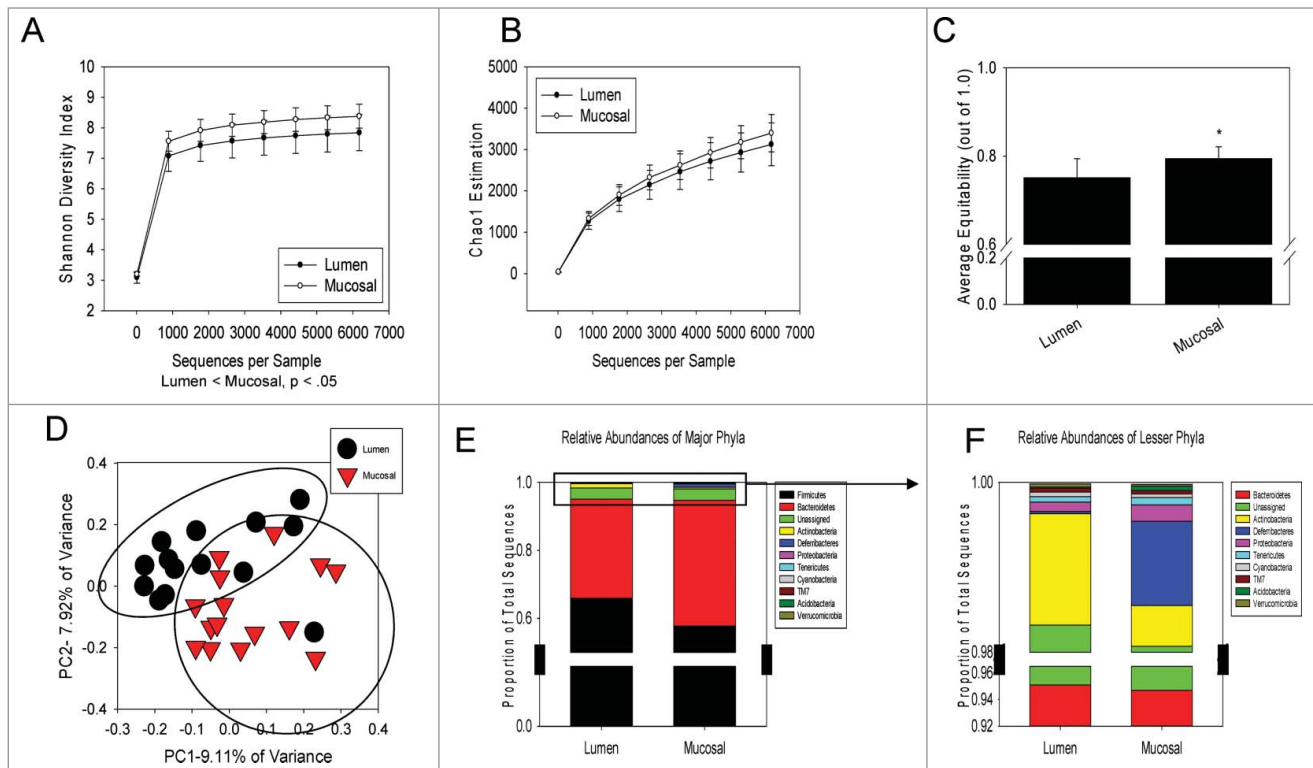 A
10
9
8
7
6
5
4
3
2
Shannon Diversity Index
Lumen
Mucosal
0 1000 2000 3000 4000 5000 6000 7000
Sequences per Sample
Lumen < Mucosal, p < .05
B
5000
4000
3000
2000
1000
0
Chao1 Estimation
Lumen
Mucosal
0 1000 2000 3000 4000 5000 6000 7000
Sequences per Sample
C
1.0
0.8
0.6
0.2
0.0
Average Equitability (out of 1.0)
*
Lumen
Mucosal
D
Lumen
Mucosal
0.4
0.2
0.0
-0.2
-0.4
PC2- 7.92% of Variance
-0.3 -0.2 -0.1 0.0 0.1 0.2 0.3 0.4
PC1-9.11% of Variance
E
Relative Abundances of Major Phyla
1.0
0.8
0.6
0.0
Proportion of Total Sequences
Lumen Mucosal
Firmicutes
Bacteroidetes
Unassigned
Actinobacteria
Deferribacteres
Proteobacteria
Tenericutes
Cyanobacteria
TM7
Acidobacteria
Verrucomicrobia
F
Relative Abundances of Lesser Phyla
1.00
0.98
0.96
0.94
0.92
Proportion of Total Sequences
Lumen Mucosal
Bacteroidetes
Unassigned
Actinobacteria
Deferribacteres
Proteobacteria
Tenericutes
Cyanobacteria
TM7
Acidobacteria
Verrucomicrobia